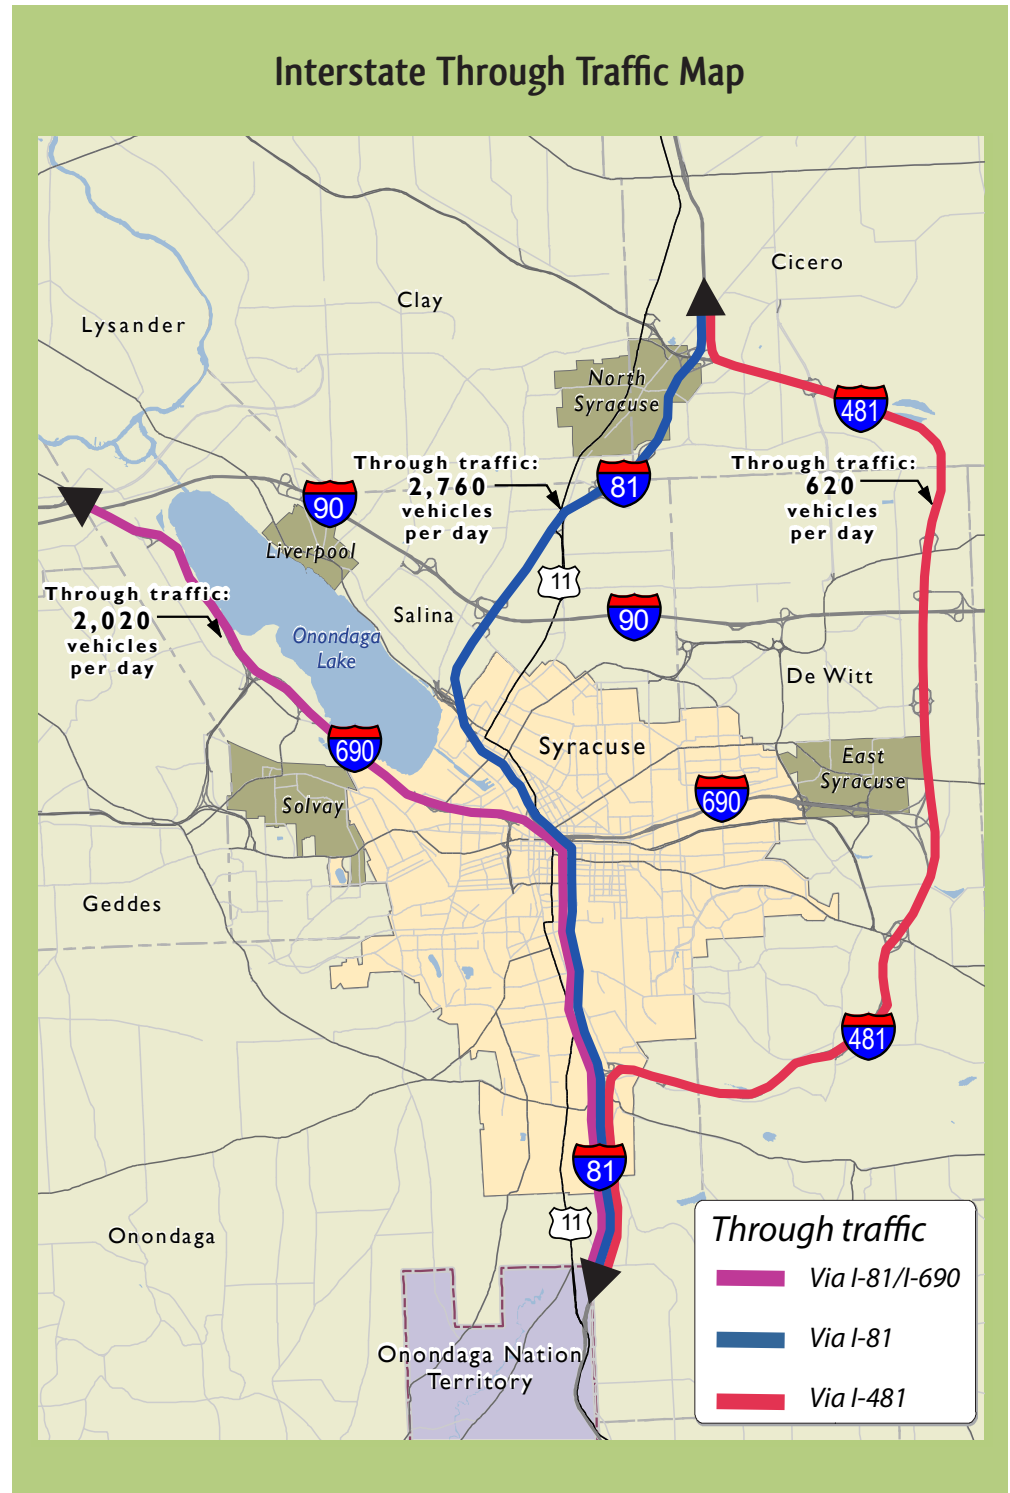 Interstate Through Traffic Map
Cicero
Clay
Lysander
North
Syracuse
481
Through traffic:
2,760
vehicles
per day
81
Through traffic:
620
vehicles
per day
90
Liverpool
11
Through traffic:
2,020
vehicles
per day
Salina
90
Onondaga
Lake
De Witt
690
Syracuse
East
Syracuse
690
Solvay
Geddes
481
81
11
Onondaga
Onondaga Nation
Territory
Through traffic
Via I-81/I-690
Via I-81
Via I-481